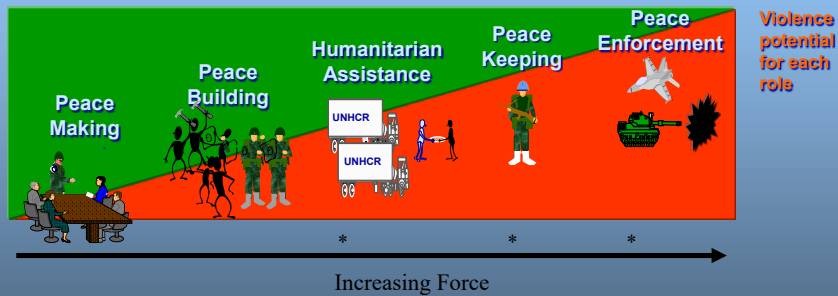 Peace
Making
Peace
Building
Humanitarian
Assistance
UNHCR
UNHCR
Peace
Keeping
Peace
Enforcement
Violence
potential
for each
role
* * *
Increasing Force